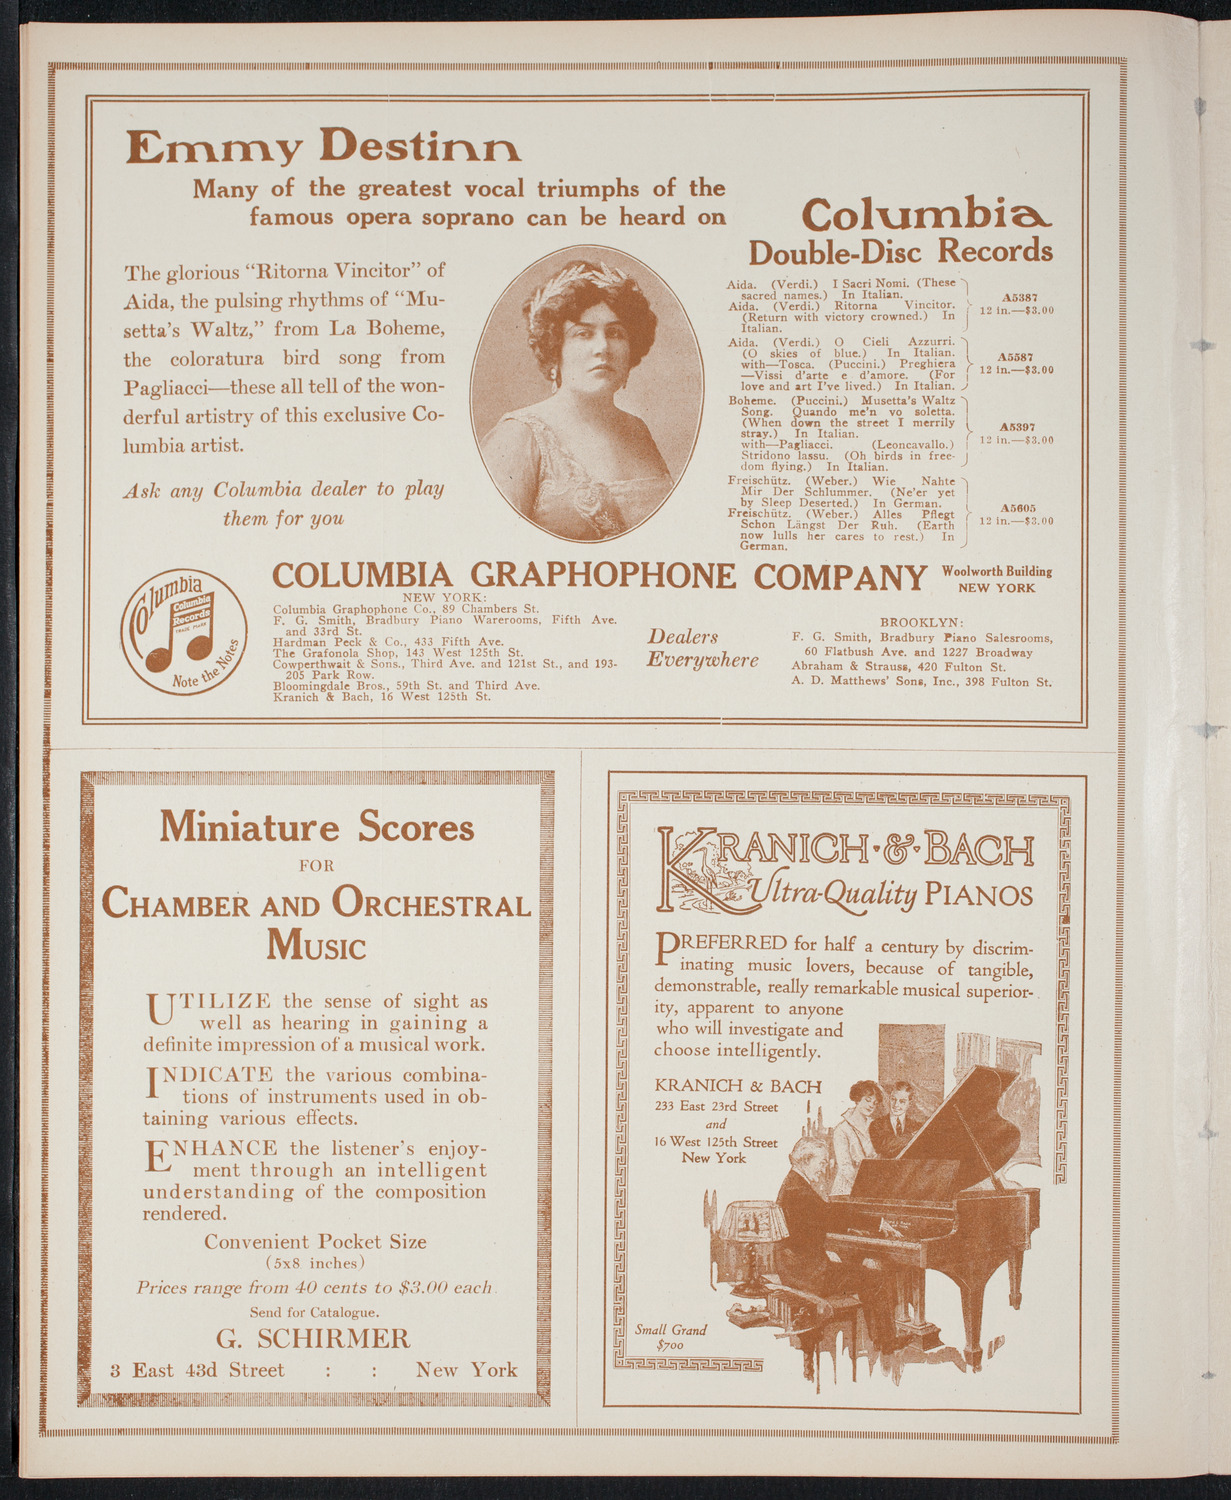 Emmy Destinn
Many of the greatest vocal triumphs of the
famous opera soprano can be heard on
Columbia
Double-Disc Records
The glorious “Ritorna Vincitor” of
Aida, the pulsing rhythms of “Mu-
setta’s Waltz,” from La Boheme,
the coloratura bird song from
Pagliacci—these all tell of the won-
derful artistry of this exclusive Co-
lumbia artist.
Ask any Columbia dealer to play
them for you
Aida. (Verdi.) I Sacri Nomi. (These
sacred names.) In Italian.
Aida. (Verdi.) Ritorna Vincitor.
(Return with victory crowned.) In
Italian.
A5387
12 in.—$3.00
Aida. (Verdi.) O Cieli Azzurri.
(O skies of blue.) In Italian.
with—Tosca. (Puccini.) Preghiera
—Vissi d’arte e d’amore. (For
love and art I’ve lived.) In Italian.
A5587
12 in.—$3.00
Boheme. (Puccini.) Musetta’s Waltz
Song. Quando me’n vo soletta.
(When down the street I merrily
stray.) In Italian.
with—Pagliacci. (Leoncavallo.)
Stridono lassu. (Oh birds in free-
dom flying.) In Italian.
A5397
12 in.—$3.00
Freischütz. (Weber.) Wie Nahte
Mir Der Schlummer. (Ne’er yet
by Sleep Deserted.) In German.
Freischütz. (Weber.) Alles Pflegt
Schon Längst Der Ruh. (Earth
now lulls her cares to rest.) In
German.
A5605
12 in.—$3.00
Columbia
Columbia
Records
TRADE MARK
Note the Notes
COLUMBIA GRAPHOPHONE COMPANY
Woolworth Building
NEW YORK
NEW YORK:
Columbia Graphophone Co., 89 Chambers St.
F. G. Smith, Bradbury Piano Warerooms, Fifth Ave.
and 33rd St.
Hardman Peck & Co., 433 Fifth Ave.
The Grafonola Shop, 143 West 125th St.
Cowperthwait & Sons., Third Ave. and 121st St., and 193-
205 Park Row.
Bloomingdale Bros., 59th St. and Third Ave.
Kranich & Bach, 16 West 125th St.
Dealers
Everywhere
BROOKLYN:
F. G. Smith, Bradbury Piano Salesrooms,
60 Flatbush Ave. and 1227 Broadway
Abraham & Strauss, 420 Fulton St.
A. D. Matthews’ Sons, Inc., 398 Fulton St.
Miniature Scores
FOR
CHAMBER AND ORCHESTRAL
MUSIC
UTILIZE the sense of sight as
well as hearing in gaining a
definite impression of a musical work.
INDICATE the various combina-
tions of instruments used in ob-
taining various effects.
ENHANCE the listener’s enjoy-
ment through an intelligent
understanding of the composition
rendered.
Convenient Pocket Size
(5x8 inches)
Prices range from 40 cents to $3.00 each.
Send for Catalogue.
G. SCHIRMER
3 East 43d Street : : New York
KRANICH·&·BACH
Ultra-Quality PIANOS
PREFERRED for half a century by discrim-
inating music lovers, because of tangible,
demonstrable, really remarkable musical superior-
ity, apparent to anyone
who will investigate and
choose intelligently.
KRANICH & BACH
233 East 23rd Street
and
16 West 125th Street
New York
Small Grand
$700